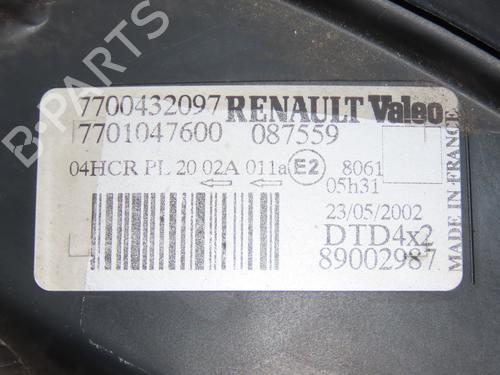 7700432097 RENAULT Valeo
7701047600 087559
04HCR PL 20 02A 011a E2 8061
05h31
23/05/2002
DTD4x2
89002987
MADE IN FRANCE
B-PARTS